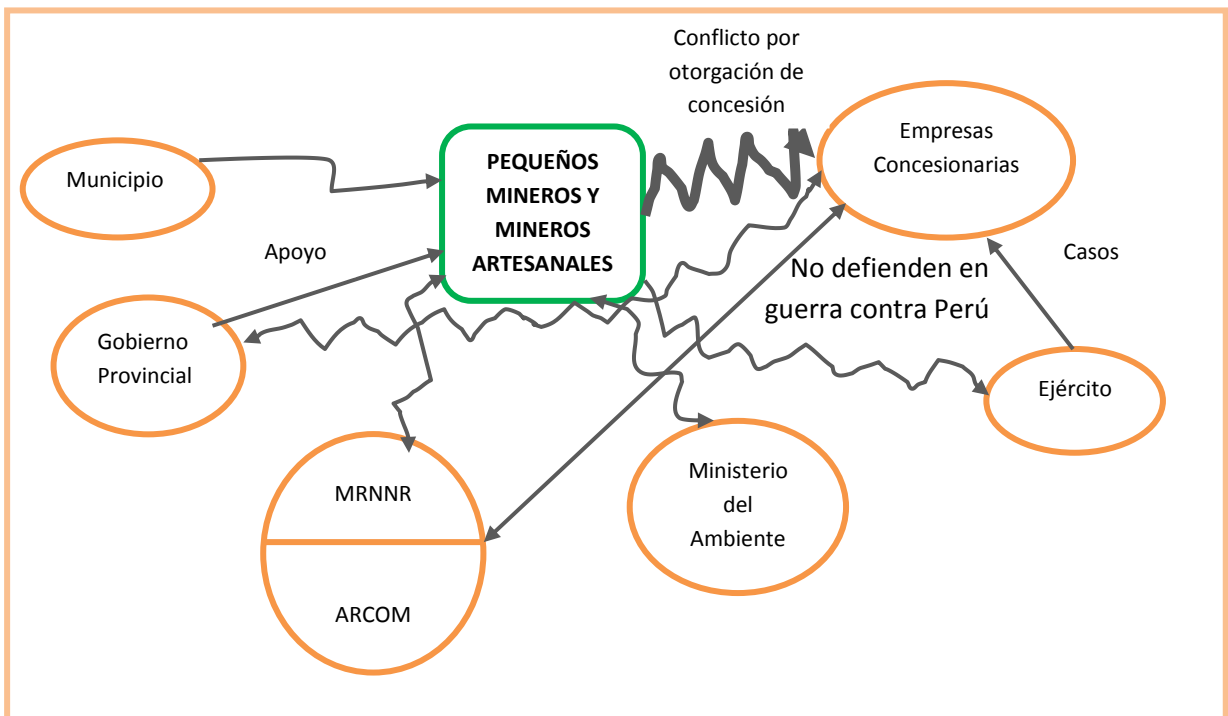 Conflicto por
otorgación de
concesión
Empresas
Concesionarias
Municipio
PEQUEÑOS
MINEROS Y
MINEROS
ARTESANALES
Apoyo
No defienden en
guerra contra Perú
Casos
Gobierno
Provincial
Ejército
MRNNR
ARCOM
Ministerio
del
Ambiente